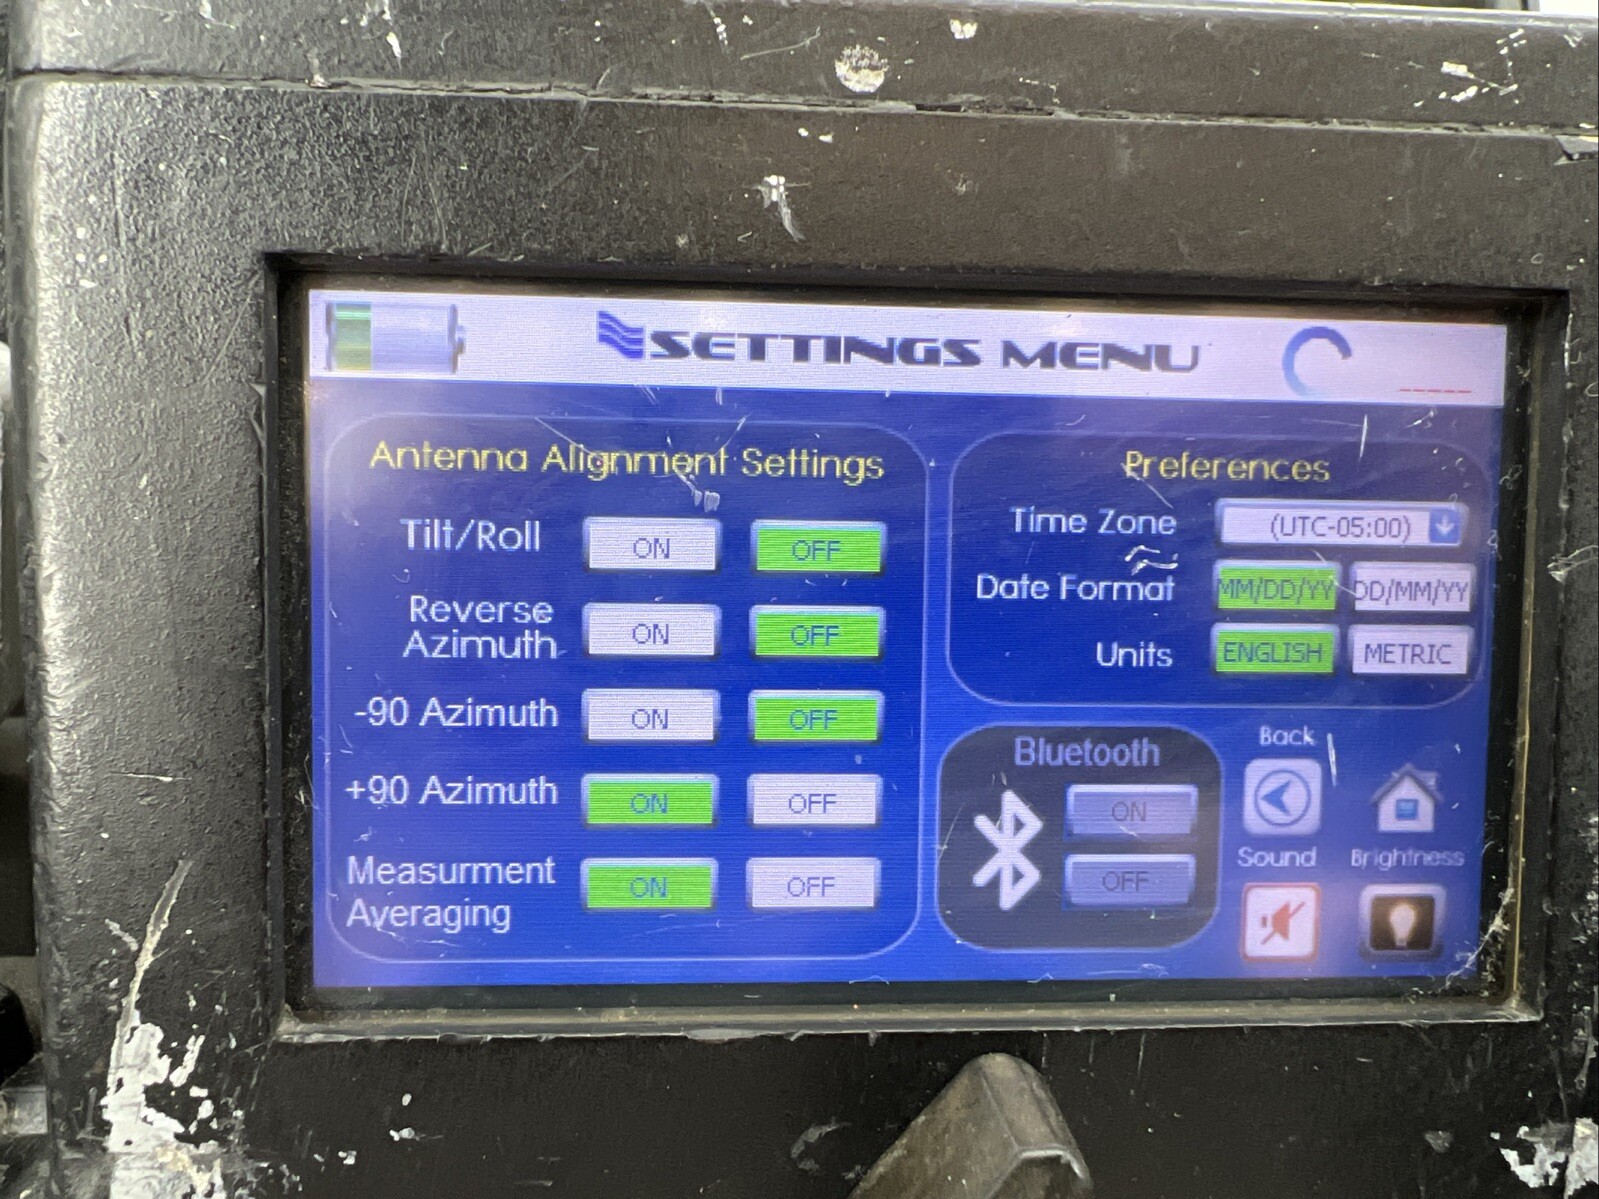 SETTINGS MENU
Antenna Alignment Settings
Tilt/Roll ON OFF
Reverse
Azimuth ON OFF
-90 Azimuth ON OFF
+90 Azimuth ON OFF
Measurment
Averaging ON OFF
Preferences
Time Zone (UTC-05:00)
Date Format MM/DD/YY DD/MM/YY
Units ENGLISH METRIC
Bluetooth
ON
OFF
Back
Sound Brightness